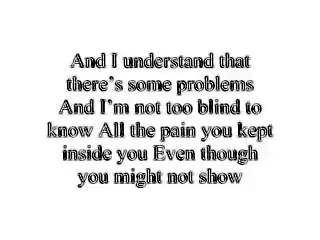 And I understand that
there's some problems
And I'm not too blind to
know All the pain you kept
inside you Even though
you might not show